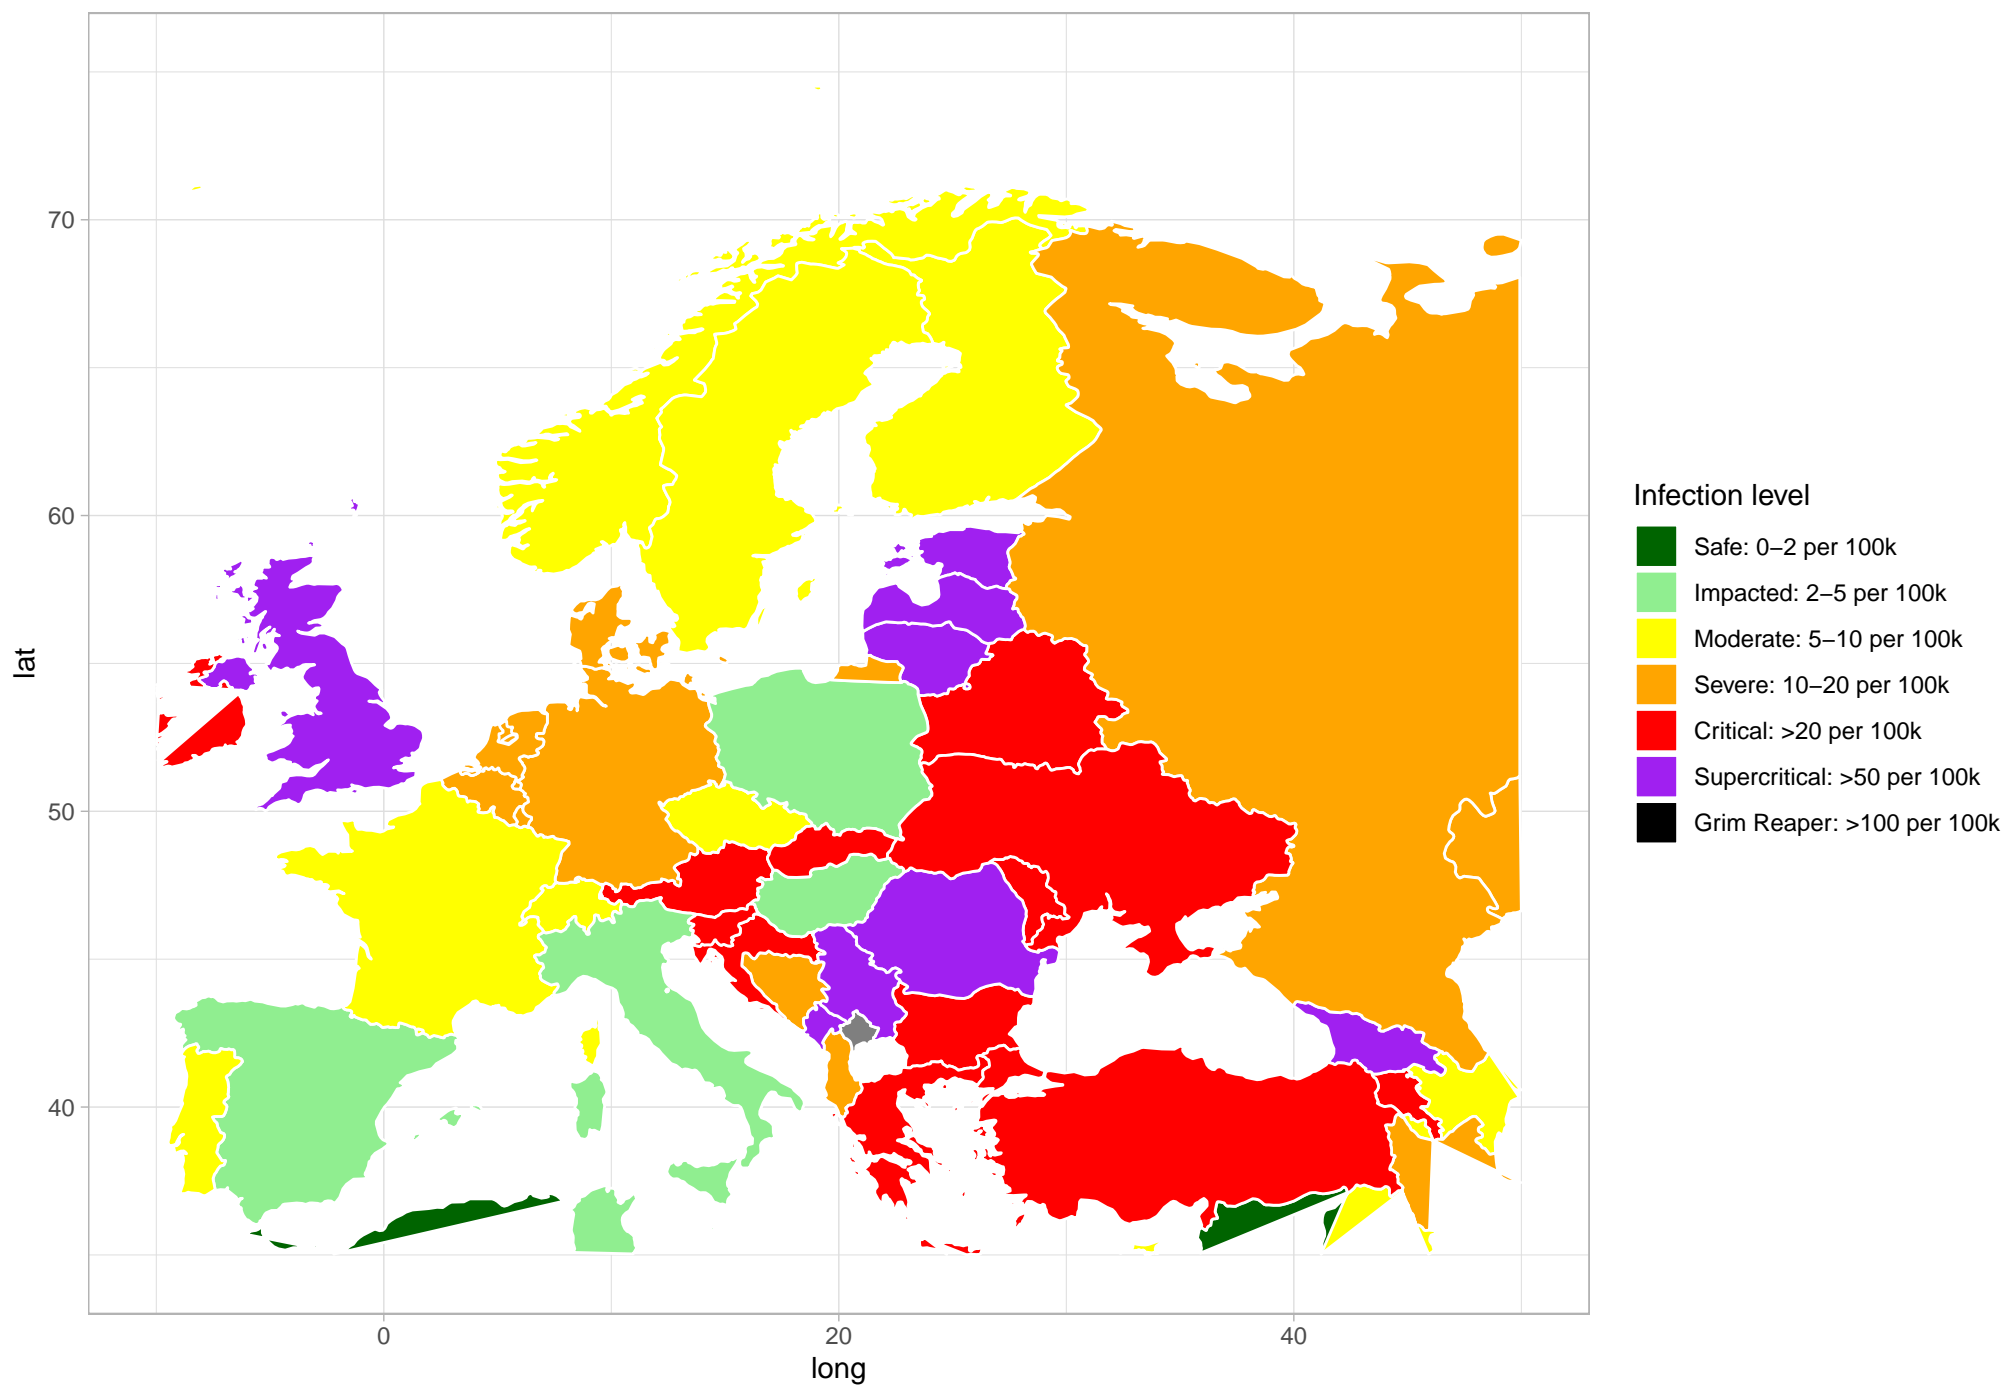 70
60
50
40
lat
0
20
40
long
Infection level
Safe: 0−2 per 100k
Impacted: 2−5 per 100k
Moderate: 5−10 per 100k
Severe: 10−20 per 100k
Critical: >20 per 100k
Supercritical: >50 per 100k
Grim Reaper: >100 per 100k